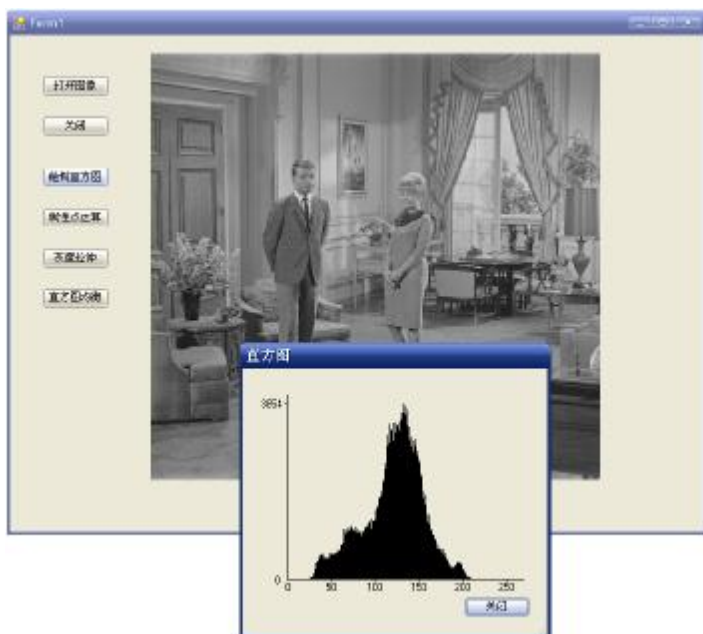 Form1
打开图像
关闭
绘制直方图
线性点运算
灰度拉伸
直方图均衡
直方图
3854
0
0 50 100 150 200 250
关闭